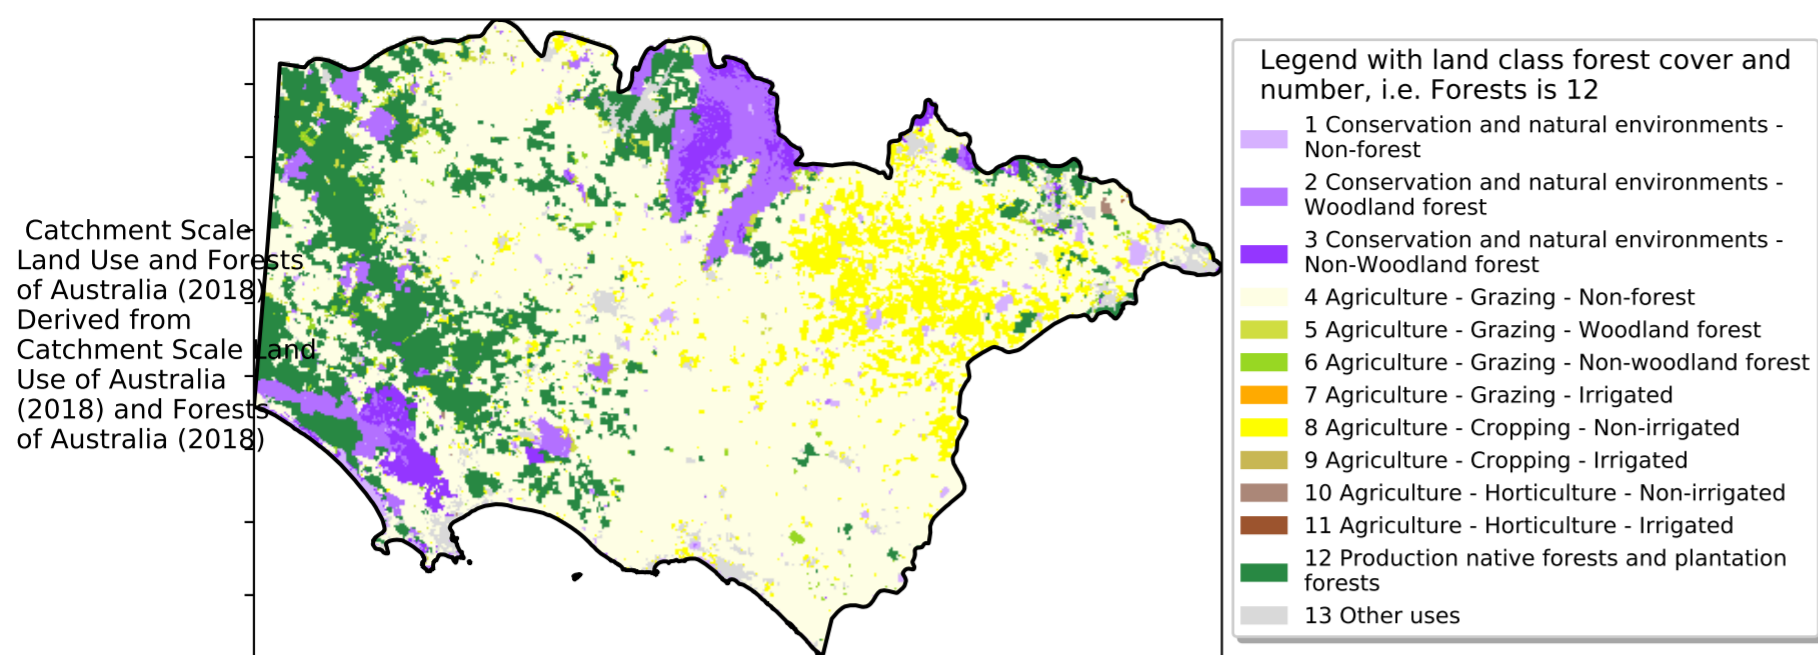 Catchment Scale
Land Use and Forests
of Australia (2018)
Derived from
Catchment Scale Land
Use of Australia
(2018) and Forests
of Australia (2018)
Legend with land class forest cover and
number, i.e. Forests is 12
1 Conservation and natural environments -
Non-forest
2 Conservation and natural environments -
Woodland forest
3 Conservation and natural environments -
Non-Woodland forest
4 Agriculture - Grazing - Non-forest
5 Agriculture - Grazing - Woodland forest
6 Agriculture - Grazing - Non-woodland forest
7 Agriculture - Grazing - Irrigated
8 Agriculture - Cropping - Non-irrigated
9 Agriculture - Cropping - Irrigated
10 Agriculture - Horticulture - Non-irrigated
11 Agriculture - Horticulture - Irrigated
12 Production native forests and plantation
forests
13 Other uses